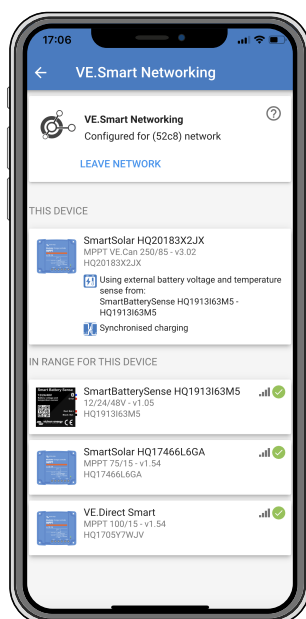 17:06
VE.Smart Networking
VE.Smart Networking
Configured for (52c8) network
LEAVE NETWORK
THIS DEVICE
SmartSolar HQ20183X2JX
MPPT VE.Can 250/85 - v3.02
HQ20183X2JX
Using external battery voltage and temperature
sense from:
SmartBatterySense HQ1913I63M5 -
HQ1913I63M5
Synchronised charging
IN RANGE FOR THIS DEVICE
Smart Battery Sense
SmartBatterySense HQ1913I63M5
12/24/48V - v1.05
HQ1913I63M5
SmartSolar HQ17466L6GA
MPPT 75/15 - v1.54
HQ17466L6GA
VE.Direct Smart
MPPT 100/15 - v1.54
HQ1705Y7WJV